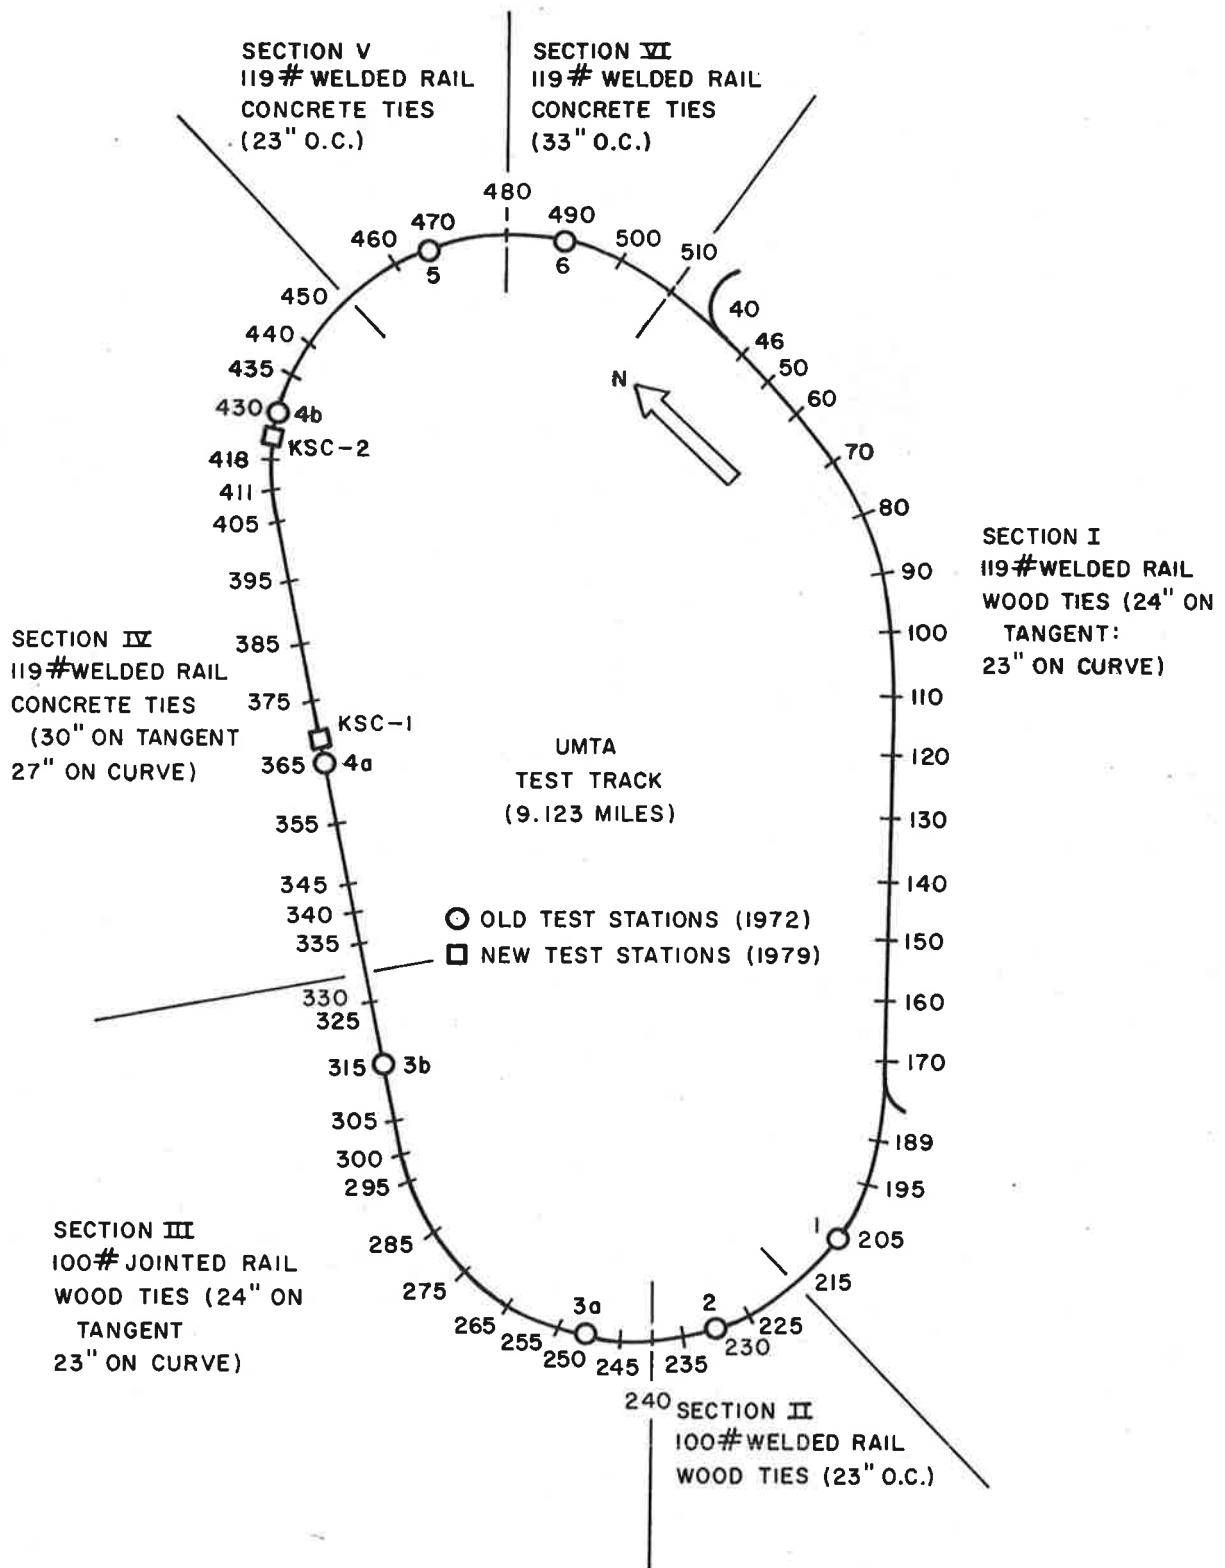 SECTION V
119# WELDED RAIL
CONCRETE TIES
(23" O.C.)
SECTION VI
119# WELDED RAIL
CONCRETE TIES
(33" O.C.)
480
470
490
460
500
510
5
6
450
40
440
46
435
50
N
60
430
4b
KSC-2
70
418
411
80
405
SECTION I
119# WELDED RAIL
WOOD TIES (24" ON
TANGENT:
23" ON CURVE)
395
90
385
100
SECTION IV
119# WELDED RAIL
CONCRETE TIES
(30" ON TANGENT
27" ON CURVE)
375
110
KSC-1
365
4a
120
UMTA
TEST TRACK
(9.123 MILES)
355
130
345
140
340
OLD TEST STATIONS (1972)
335
150
NEW TEST STATIONS (1979)
330
160
325
315
3b
170
305
189
300
295
195
SECTION III
100# JOINTED RAIL
WOOD TIES (24" ON
TANGENT
23" ON CURVE)
285
1
205
275
215
265
3a
2
225
255
230
250
245
235
240
SECTION II
100# WELDED RAIL
WOOD TIES (23" O.C.)